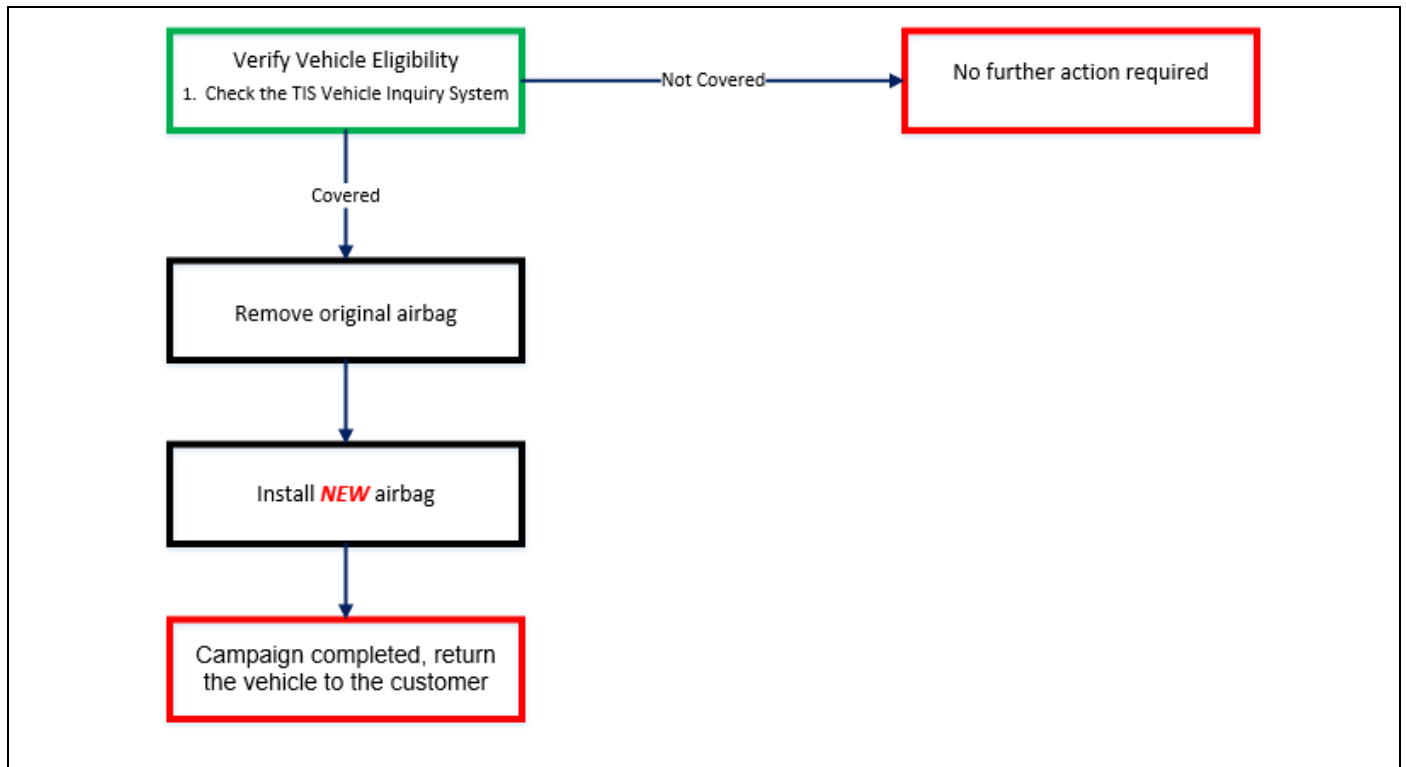 Verify Vehicle Eligibility
1. Check the TIS Vehicle Inquiry System
Not Covered
No further action required
Covered
Remove original airbag
Install NEW airbag
Campaign completed, return
the vehicle to the customer